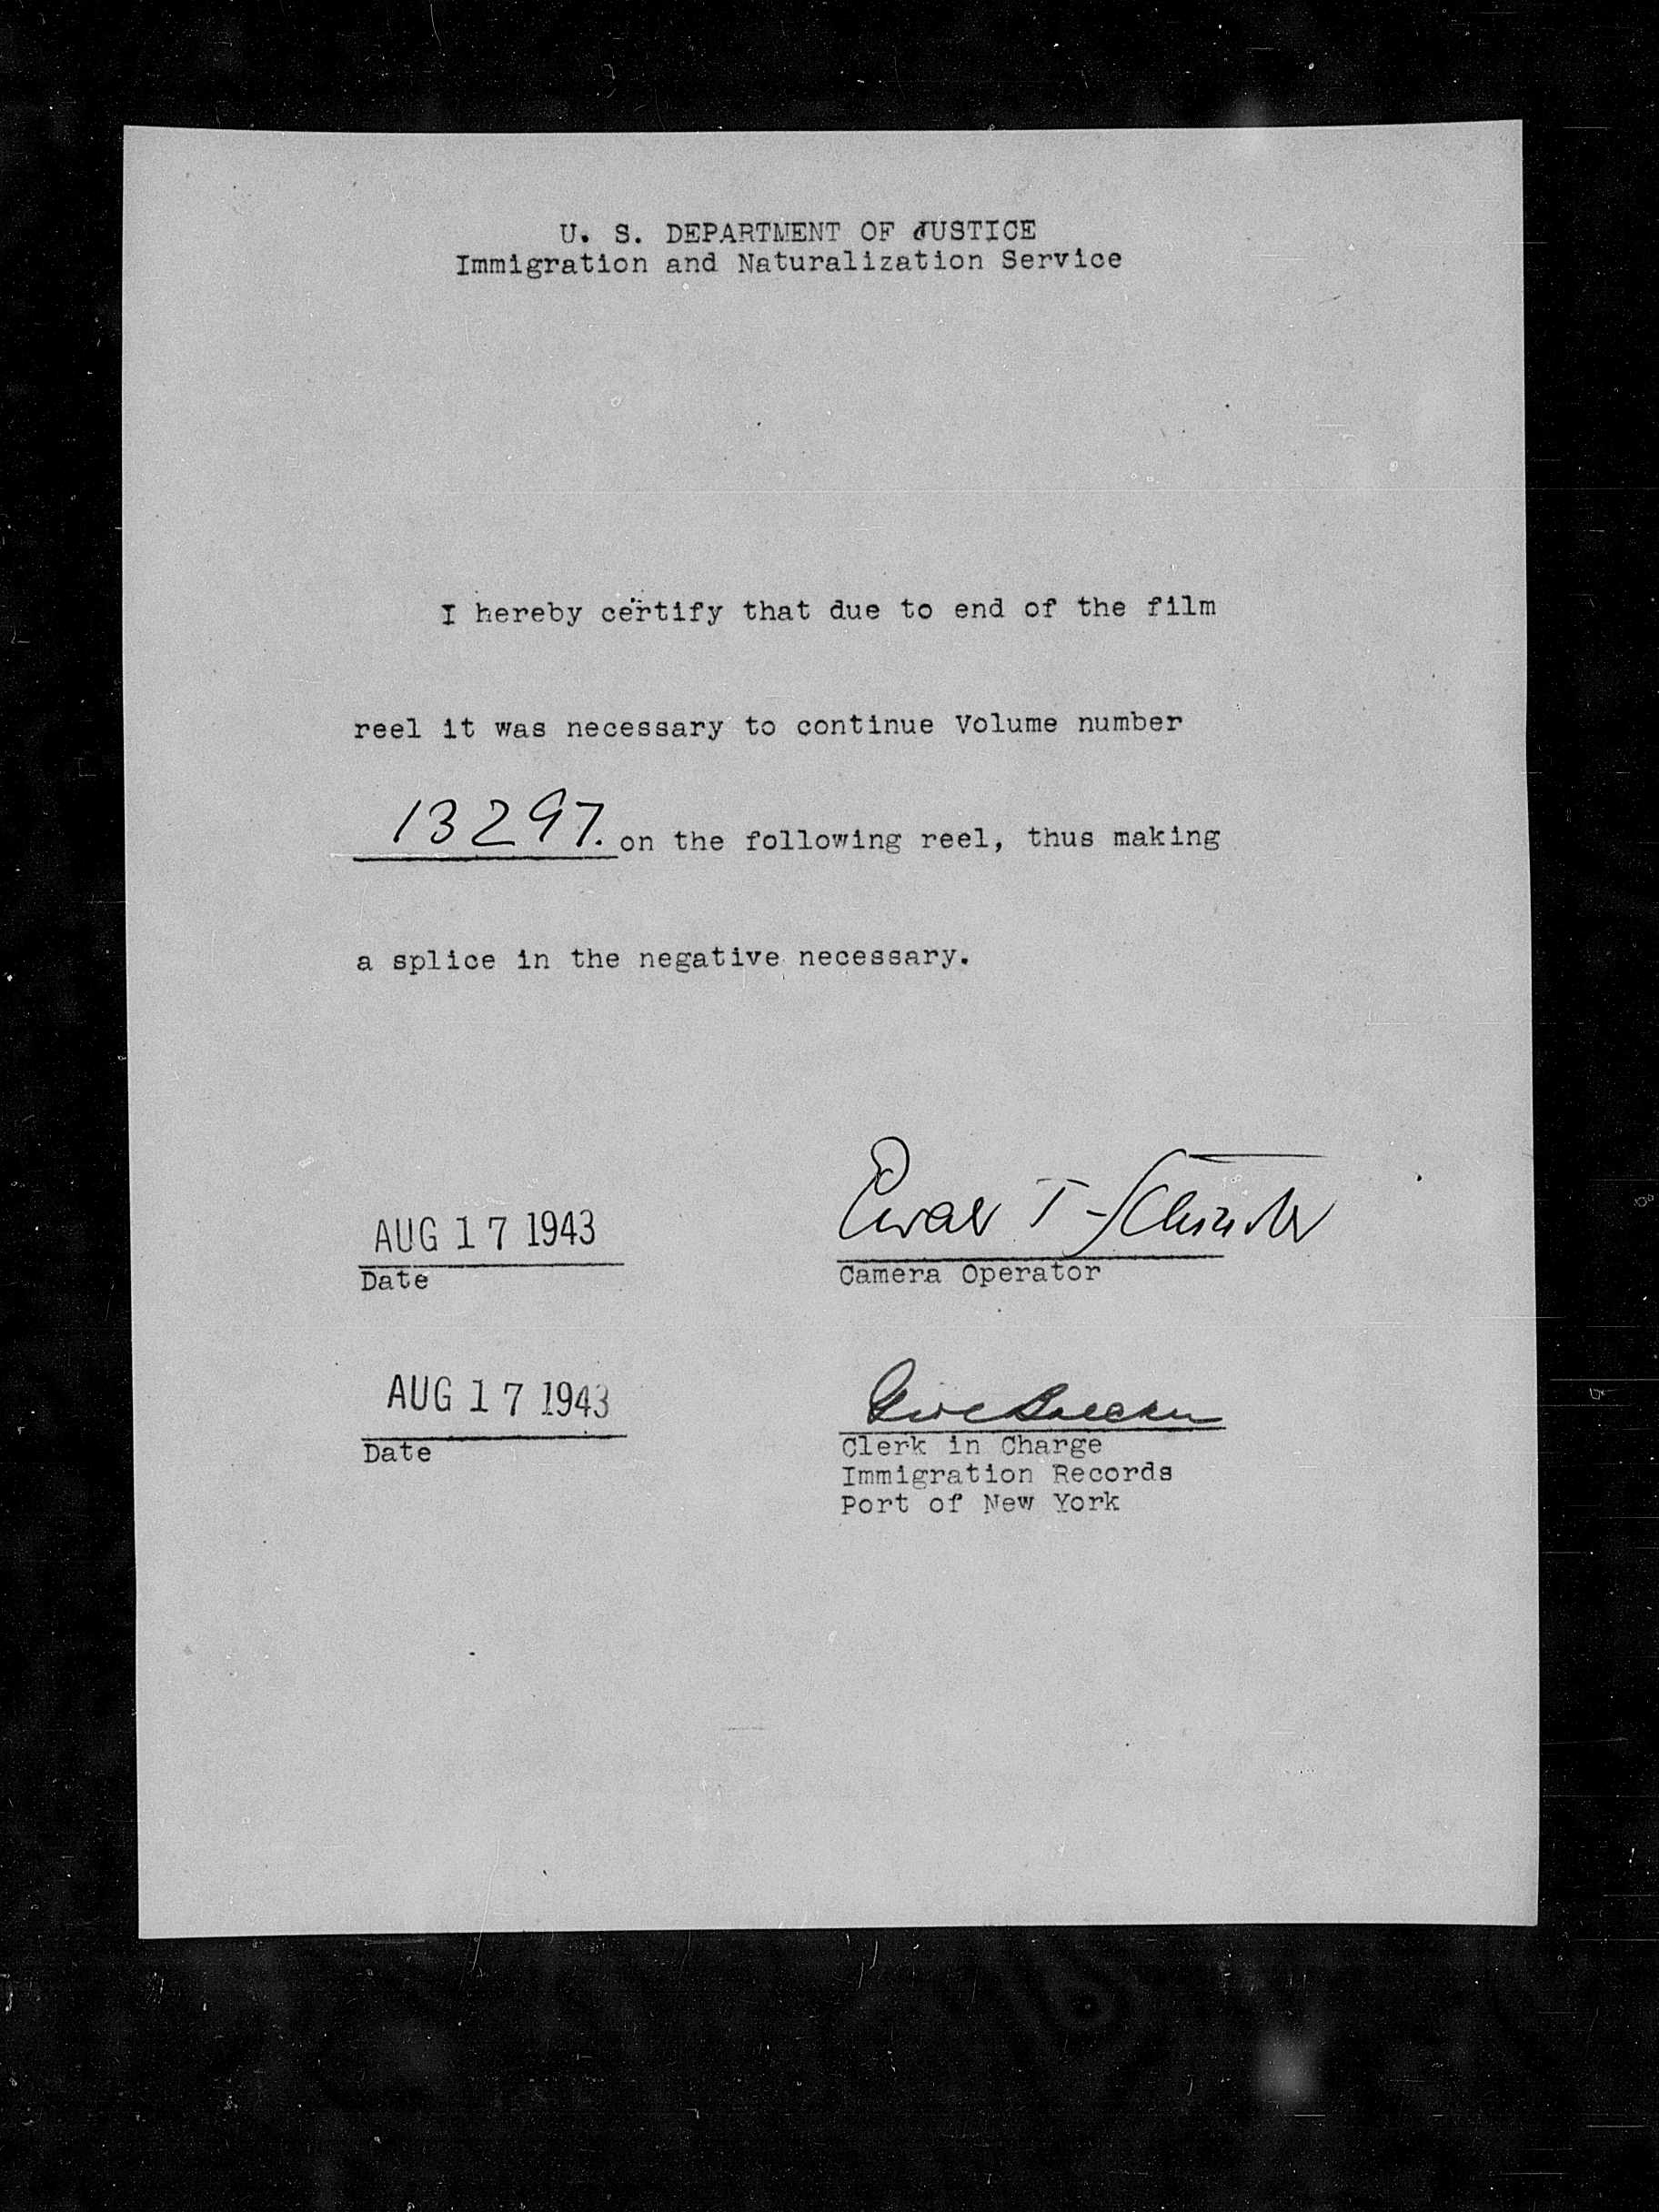 U. S. DEPARTMENT OF JUSTICE
Immigration and Naturalization Service
I hereby certify that due to end of the film
reel it was necessary to continue Volume number
13297. on the following reel, thus making
a splice in the negative necessary.
AUG 17 1943
Date
Camera Operator
AUG 17 1943
Date
Clerk in Charge
Immigration Records
Port of New York